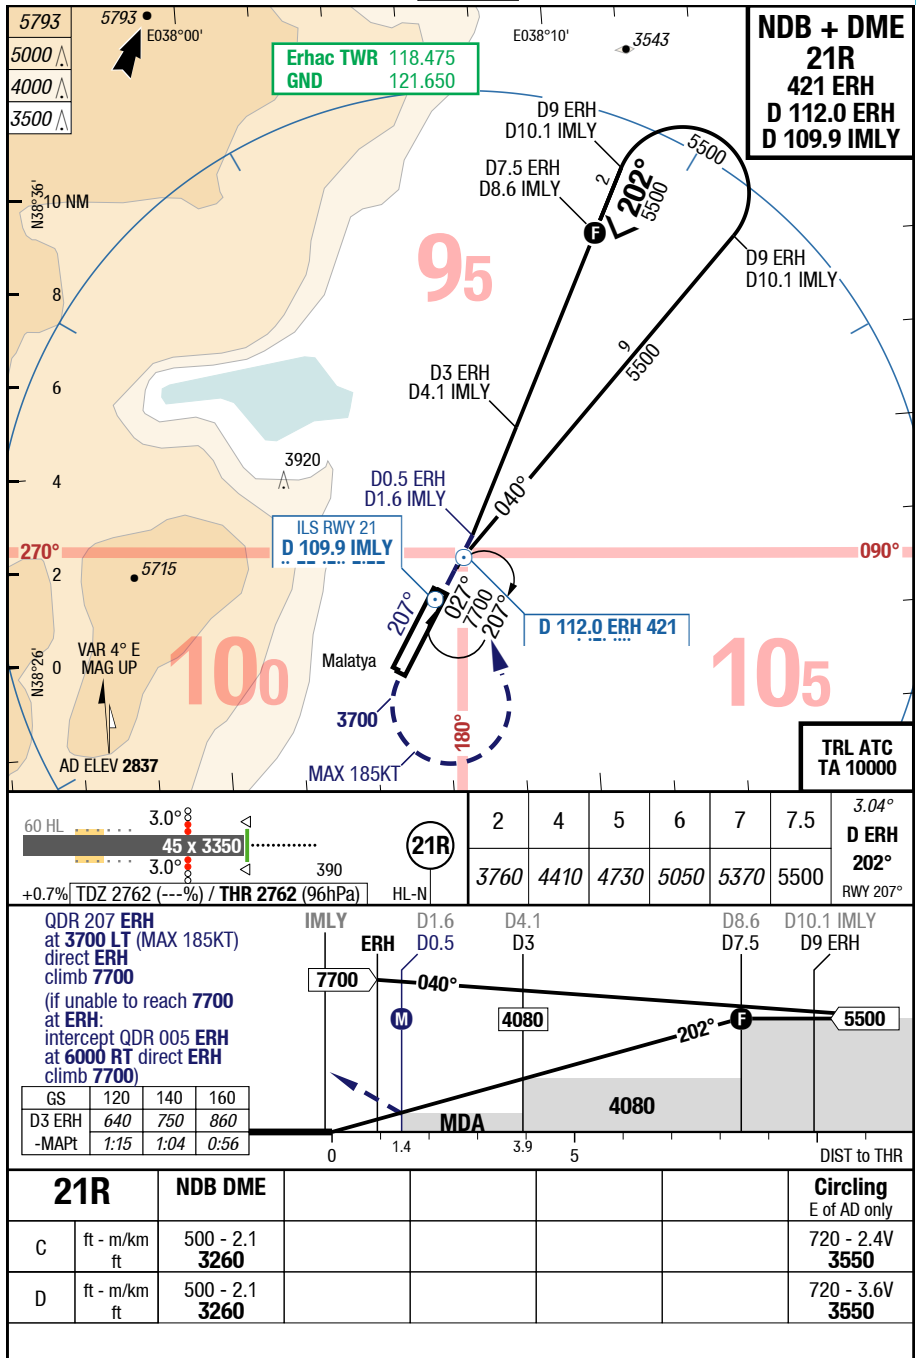 5793
5000
4000
3500
5793
E038°00'
E038°10'
3543
Erhac TWR 118.475
GND 121.650
NDB + DME
21R
421 ERH
D 112.0 ERH
D 109.9 IMLY
D9 ERH
D10.1 IMLY
5500
D7.5 ERH
D8.6 IMLY
2
202°
5500
F
N38°36'
10 NM
95
D9 ERH
D10.1 IMLY
8
9
5500
6
D3 ERH
D4.1 IMLY
3920
4
D0.5 ERH
D1.6 IMLY
040°
ILS RWY 21
D 109.9 IMLY
270°
090°
5715
2
207°
027°
7700
207°
D 112.0 ERH 421
VAR 4° E
MAG UP
100
105
Malatya
N38°26'
0
3700
180°
AD ELEV 2837
MAX 185KT
TRL ATC
TA 10000
60 HL
3.0°
45 x 3350
3.0°
390
+0.7%
TDZ 2762 (---%) / THR 2762 (96hPa)
21R
HL-N
2 4 5 6 7 7.5
3760 4410 4730 5050 5370 5500
3.04°
D ERH
202°
RWY 207°
QDR 207 ERH
at 3700 LT (MAX 185KT)
direct ERH
climb 7700
(if unable to reach 7700
at ERH:
intercept QDR 005 ERH
at 6000 RT direct ERH
climb 7700)
IMLY D1.6 D4.1 D8.6 D10.1 IMLY
ERH D0.5 D3 D7.5 D9 ERH
7700
040°
M
4080
202°
F
5500
MDA
4080
0 1.4 3.9 5 DIST to THR
GS 120 140 160
D3 ERH 640 750 860
-MAPt 1:15 1:04 0:56
21R NDB DME Circling
E of AD only
C ft - m/km 500 - 2.1 720 - 2.4V
ft 3260 3550
D ft - m/km 500 - 2.1 720 - 3.6V
ft 3260 3550